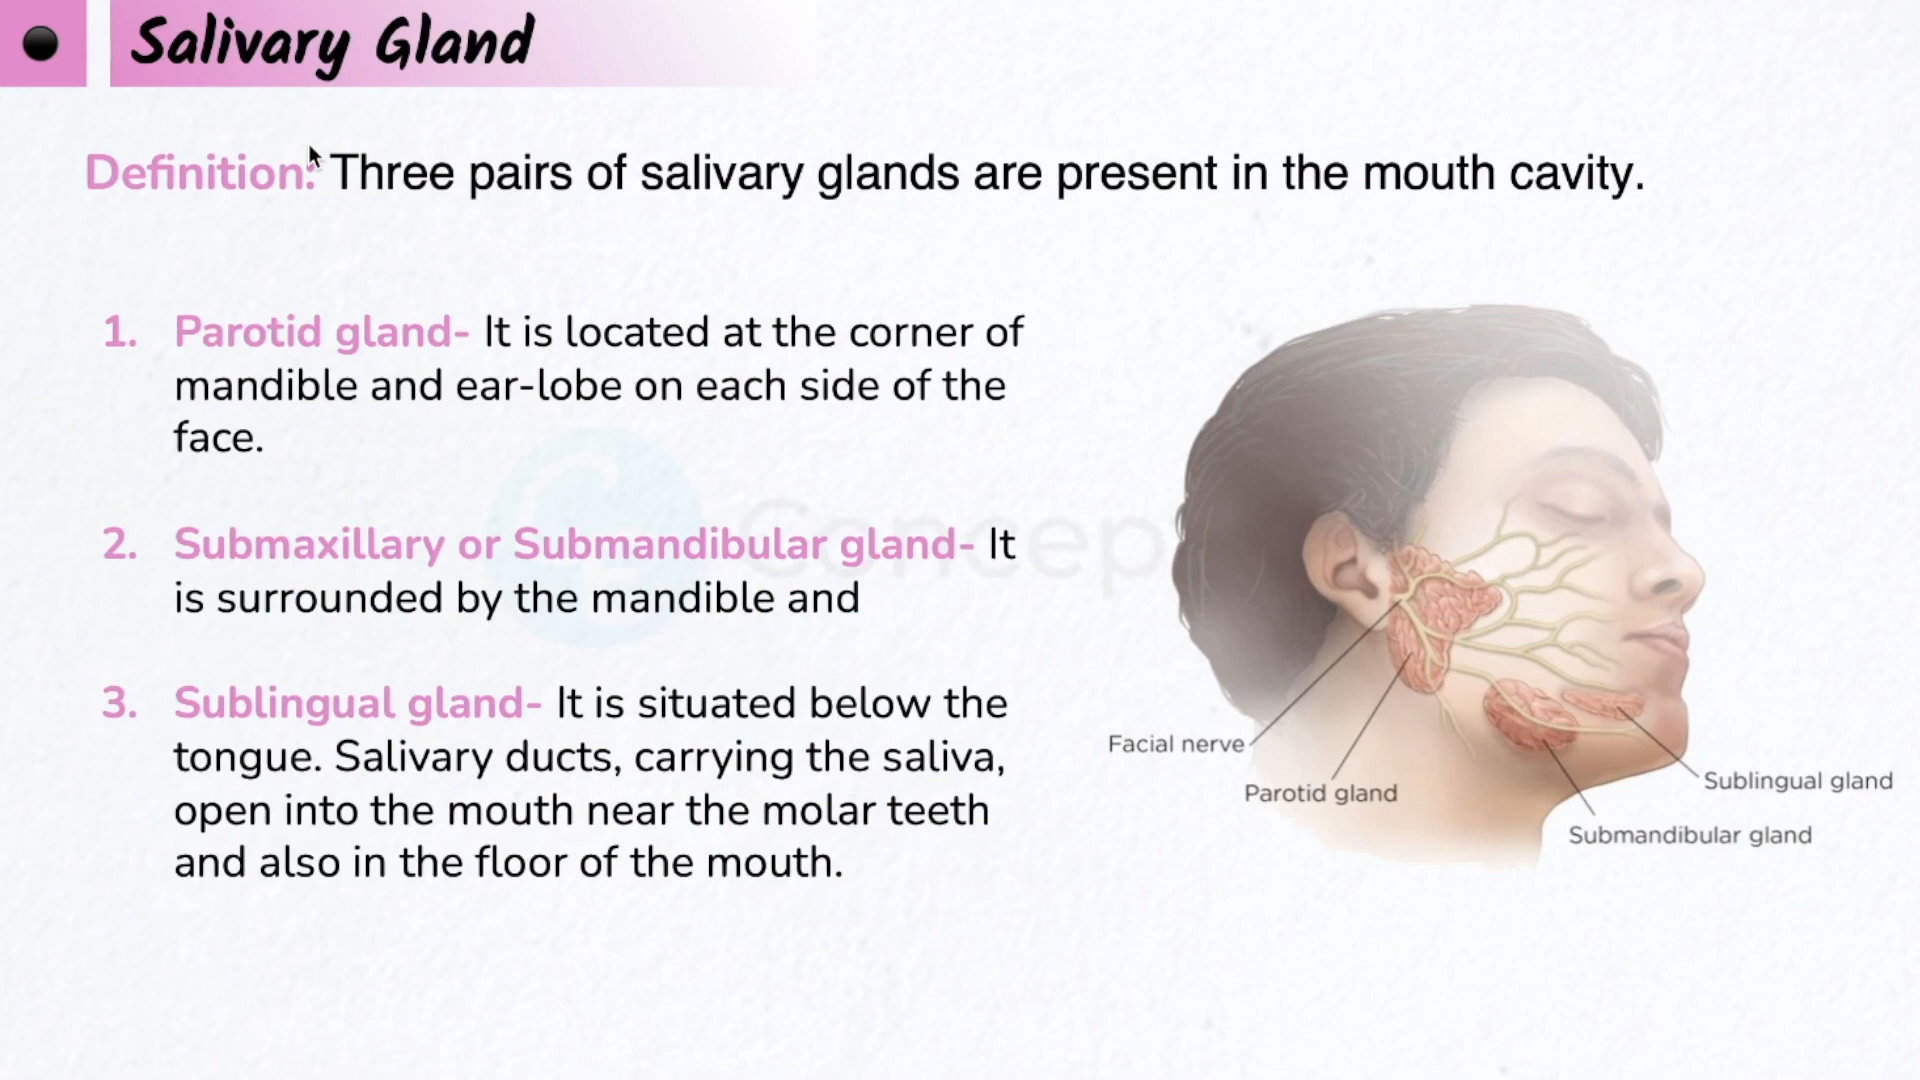 Salivary Gland
Definition: Three pairs of salivary glands are present in the mouth cavity.
1. Parotid gland- It is located at the corner of
mandible and ear-lobe on each side of the
face.
2. Submaxillary or Submandibular gland- It
is surrounded by the mandible and
3. Sublingual gland- It is situated below the
tongue. Salivary ducts, carrying the saliva,
open into the mouth near the molar teeth
and also in the floor of the mouth.
Facial nerve
Parotid gland
Sublingual gland
Submandibular gland